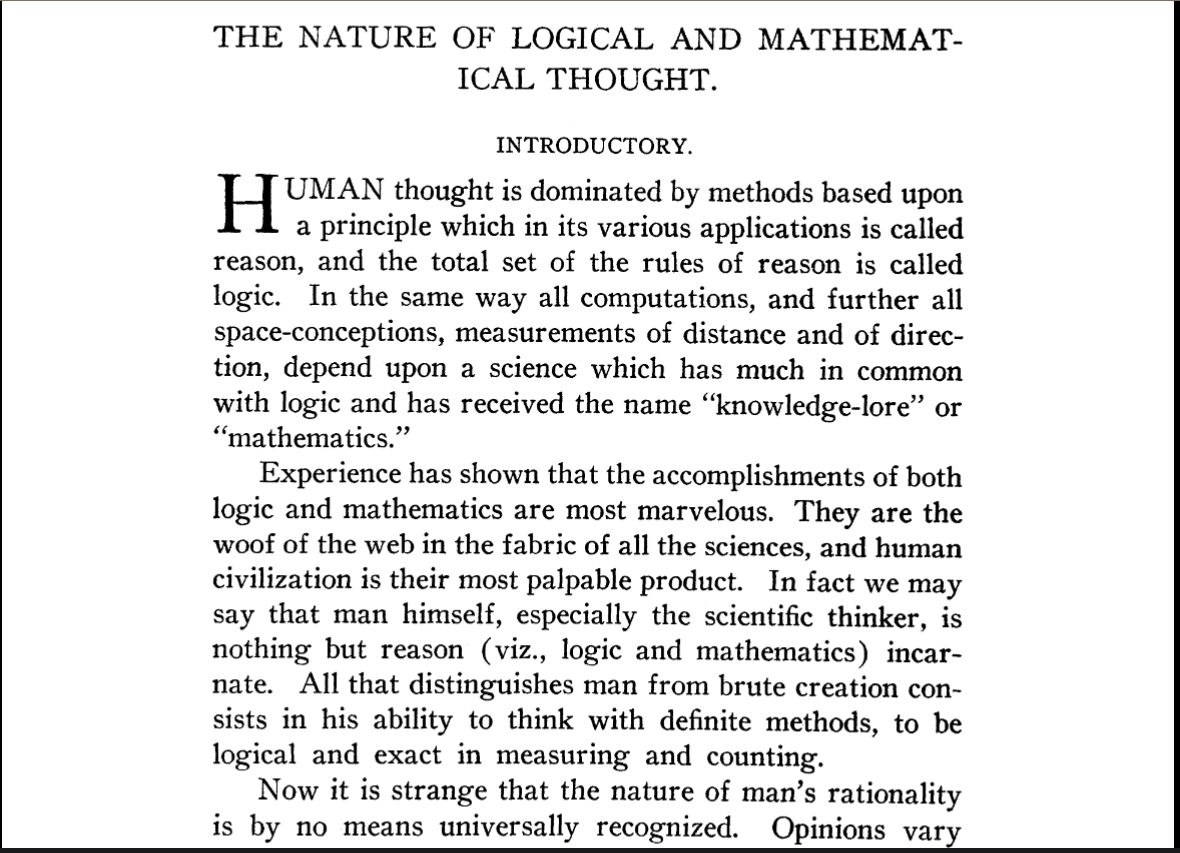 THE NATURE OF LOGICAL AND MATHEMAT-
ICAL THOUGHT.
INTRODUCTORY.
HUMAN thought is dominated by methods based upon
a principle which in its various applications is called
reason, and the total set of the rules of reason is called
logic. In the same way all computations, and further all
space-conceptions, measurements of distance and of direc-
tion, depend upon a science which has much in common
with logic and has received the name “knowledge-lore” or
“mathematics.”
Experience has shown that the accomplishments of both
logic and mathematics are most marvelous. They are the
woof of the web in the fabric of all the sciences, and human
civilization is their most palpable product. In fact we may
say that man himself, especially the scientific thinker, is
nothing but reason (viz., logic and mathematics) incar-
nate. All that distinguishes man from brute creation con-
sists in his ability to think with definite methods, to be
logical and exact in measuring and counting.
Now it is strange that the nature of man’s rationality
is by no means universally recognized. Opinions vary